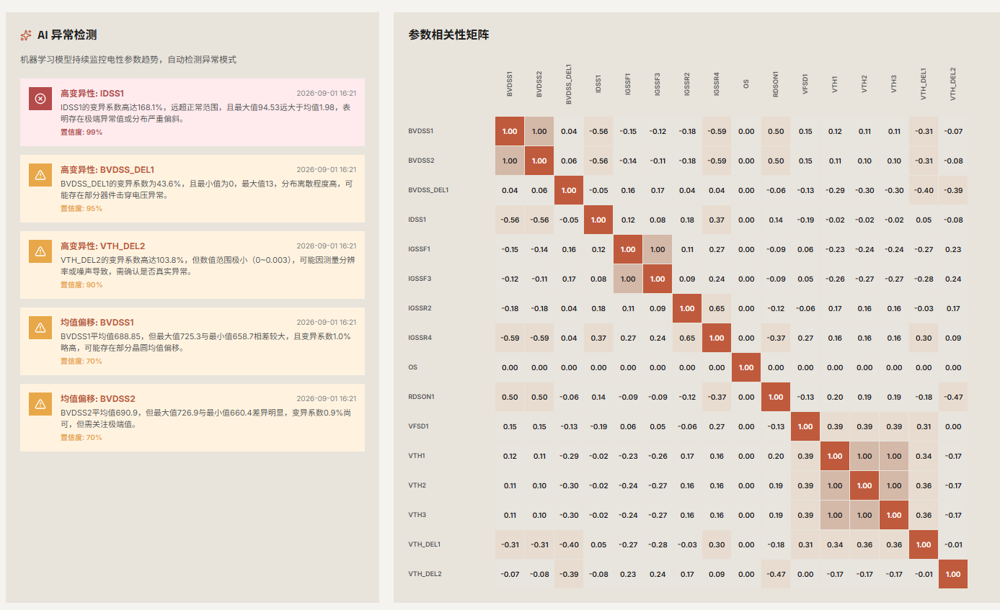 AI 异常检测
机器学习模型持续监控电性参数趋势，自动检测异常模式
高变异性: IDSS1 2026-09-01 16:21
IDSS1的变异系数高达168.1%，远超正常范围，且最大值94.53远大于均值1.98，表
明存在极端异常值或分布严重偏斜。
置信度: 99%
高变异性: BVDSS_DEL1 2026-09-01 16:21
BVDSS_DEL1的变异系数为43.6%，且最小值为0，最大值13，分布离散程度高，可
能存在部分器件击穿电压异常。
置信度: 95%
高变异性: VTH_DEL2 2026-09-01 16:21
VTH_DEL2的变异系数高达103.8%，但数值范围极小（0~0.003），可能因测量分辨
率或噪声导致，需确认是否真实异常。
置信度: 90%
均值偏移: BVDSS1 2026-09-01 16:21
BVDSS1平均值688.85，但最大值725.3与最小值658.7相差较大，且变异系数1.0%
略高，可能存在部分晶圆均值偏移。
置信度: 70%
均值偏移: BVDSS2 2026-09-01 16:21
BVDSS2平均值690.9，但最大值726.9与最小值660.4差异明显，变异系数0.9%尚
可，但需关注极端值。
置信度: 70%
参数相关性矩阵
BVDSS1 BVDSS2 BVDSS_DEL1 IDSS1 IGSSF1 IGSSF3 IGSSR2 IGSSR4 OS RDSON1 VFSD1 VTH1 VTH2 VTH3 VTH_DEL1 VTH_DEL2
BVDSS1 1.00 1.00 0.04 -0.56 -0.15 -0.12 -0.18 -0.59 0.00 0.50 0.15 0.12 0.11 0.11 -0.31 -0.07
BVDSS2 1.00 1.00 0.06 -0.56 -0.14 -0.11 -0.18 -0.59 0.00 0.50 0.15 0.11 0.10 0.10 -0.31 -0.08
BVDSS_DEL1 0.04 0.06 1.00 -0.05 0.16 0.17 0.04 0.04 0.00 -0.06 -0.13 -0.29 -0.30 -0.30 -0.40 -0.39
IDSS1 -0.56 -0.56 -0.05 1.00 0.12 0.08 0.18 0.37 0.00 0.14 -0.19 -0.02 -0.02 -0.02 0.05 -0.08
IGSSF1 -0.15 -0.14 0.16 0.12 1.00 1.00 0.11 0.27 0.00 -0.09 0.06 -0.23 -0.24 -0.24 -0.27 0.23
IGSSF3 -0.12 -0.11 0.17 0.08 1.00 1.00 0.09 0.24 0.00 -0.09 0.05 -0.26 -0.27 -0.27 -0.28 0.24
IGSSR2 -0.18 -0.18 0.04 0.18 0.11 0.09 1.00 0.65 0.00 -0.12 -0.06 0.17 0.16 0.16 -0.03 0.17
IGSSR4 -0.59 -0.59 0.04 0.37 0.27 0.24 0.65 1.00 0.00 -0.37 0.27 0.16 0.16 0.16 0.30 0.09
OS 0.00 0.00 0.00 0.00 0.00 0.00 0.00 0.00 1.00 0.00 0.00 0.00 0.00 0.00 0.00 0.00
RDSON1 0.50 0.50 -0.06 0.14 -0.09 -0.09 -0.12 -0.37 0.00 1.00 -0.13 0.20 0.19 0.19 -0.18 -0.47
VFSD1 0.15 0.15 -0.13 -0.19 0.06 0.05 -0.06 0.27 0.00 -0.13 1.00 0.39 0.39 0.39 0.31 0.00
VTH1 0.12 0.11 -0.29 -0.02 -0.23 -0.26 0.17 0.16 0.00 0.20 0.39 1.00 1.00 1.00 0.34 -0.17
VTH2 0.11 0.10 -0.30 -0.02 -0.24 -0.27 0.16 0.16 0.00 0.19 0.39 1.00 1.00 1.00 0.36 -0.17
VTH3 0.11 0.10 -0.30 -0.02 -0.24 -0.27 0.16 0.16 0.00 0.19 0.39 1.00 1.00 1.00 0.36 -0.17
VTH_DEL1 -0.31 -0.31 -0.40 0.05 -0.27 -0.28 -0.03 0.30 0.00 -0.18 0.31 0.34 0.36 0.36 1.00 -0.01
VTH_DEL2 -0.07 -0.08 -0.39 -0.08 0.23 0.24 0.17 0.09 0.00 -0.47 0.00 -0.17 -0.17 -0.17 -0.01 1.00